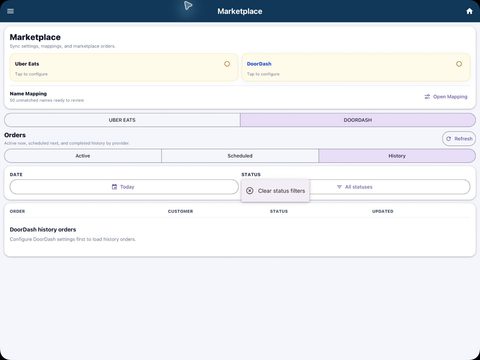 Marketplace
Marketplace
Sync settings, mappings, and marketplace orders.
Uber Eats
Tap to configure
DoorDash
Tap to configure
Name Mapping
50 unmatched names ready to review
Open Mapping
UBER EATS
DOORDASH
Orders
Active now, scheduled next, and completed history by provider.
Refresh
Active
Scheduled
History
DATE
STATUS
Today
Clear status filters
All statuses
ORDER
CUSTOMER
STATUS
UPDATED
DoorDash history orders
Configure DoorDash settings first to load history orders.